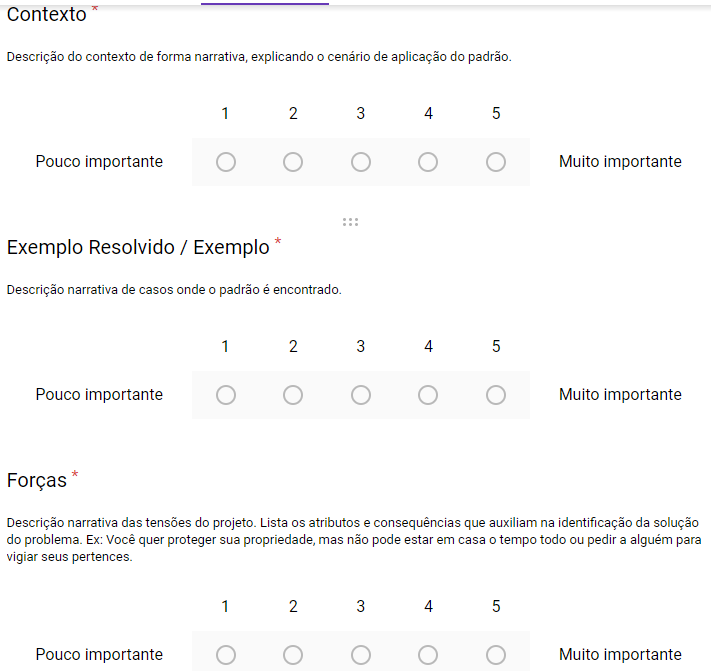 Contexto *
Descrição do contexto de forma narrativa, explicando o cenário de aplicação do padrão.
1 2 3 4 5
Pouco importante Muito importante
Exemplo Resolvido / Exemplo *
Descrição narrativa de casos onde o padrão é encontrado.
1 2 3 4 5
Pouco importante Muito importante
Forças *
Descrição narrativa das tensões do projeto. Lista os atributos e consequências que auxiliam na identificação da solução
do problema. Ex: Você quer proteger sua propriedade, mas não pode estar em casa o tempo todo ou pedir a alguém para
vigiar seus pertences.
1 2 3 4 5
Pouco importante Muito importante